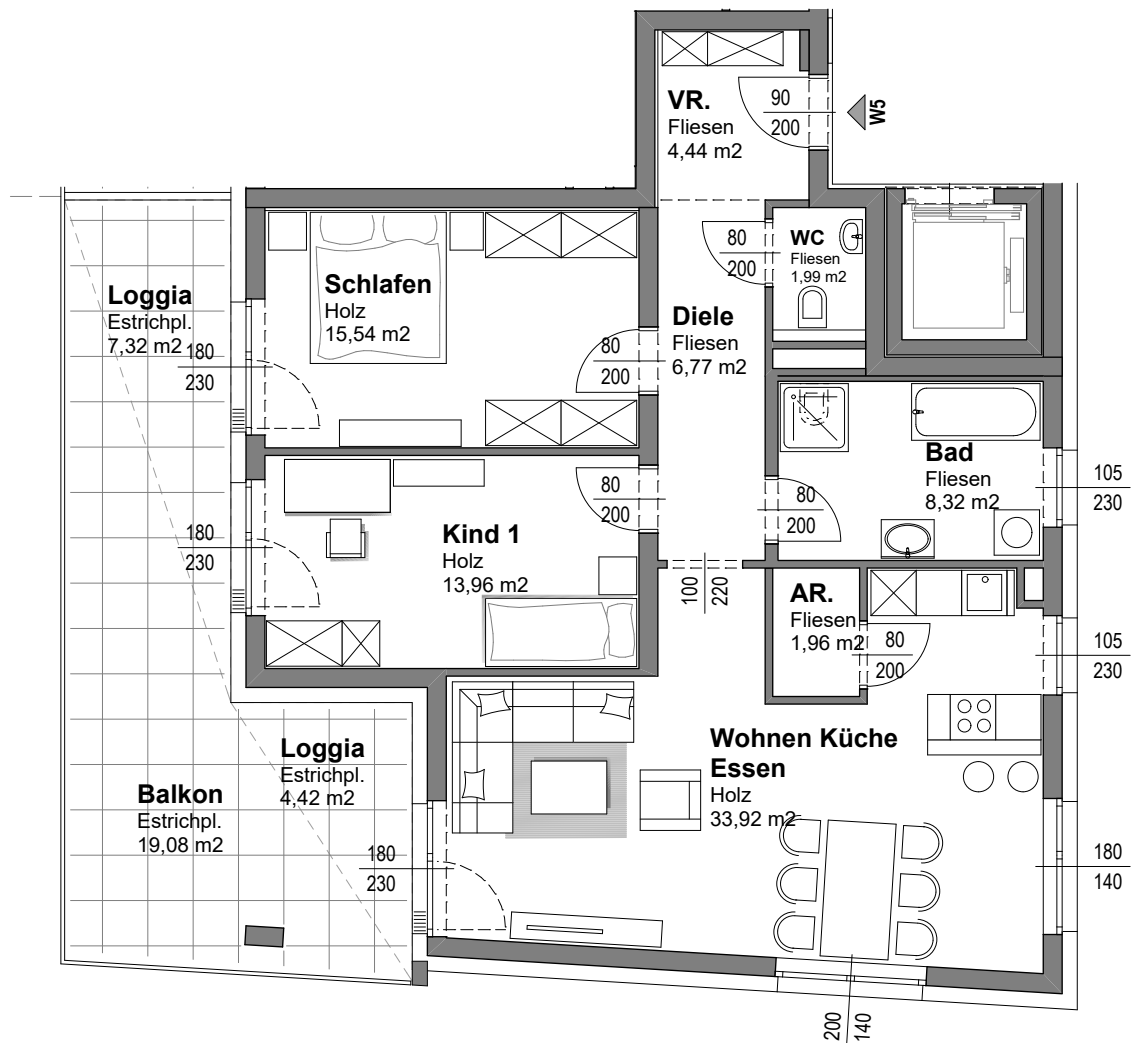 VR.
Fliesen
4,44 m2
90
200
W5
80
200
WC
Fliesen
1,99 m2
Schlafen
Holz
15,54 m2
Loggia
Estrichpl.
7,32 m2
180
230
Diele
Fliesen
6,77 m2
80
200
Bad
Fliesen
8,32 m2
105
230
80
200
80
200
Kind 1
Holz
13,96 m2
180
230
100
220
AR.
Fliesen
1,96 m2
80
200
105
230
Wohnen Küche
Essen
Holz
33,92 m2
Loggia
Estrichpl.
4,42 m2
Balkon
Estrichpl.
19,08 m2
180
230
180
140
200
140